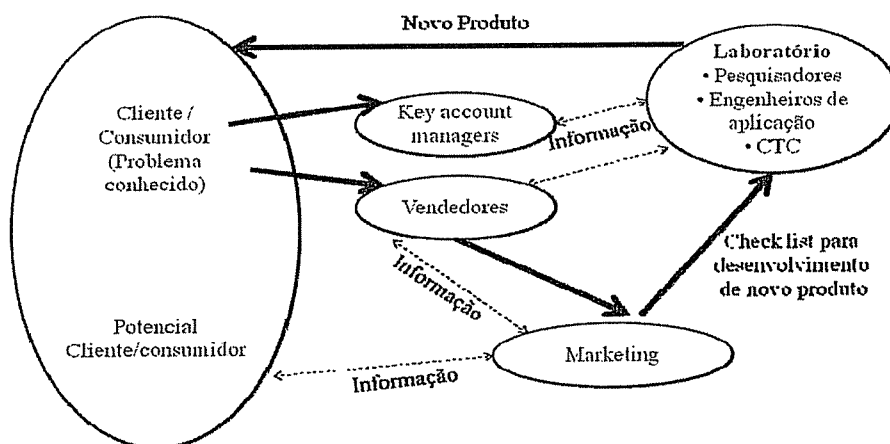 Novo Produto
Laboratório
• Pesquisadores
• Engenheiros de
aplicação
• CTC
Cliente /
Consumidor
(Problema
conhecido)
Key account
managers
Informação
Vendedores
Check list para
desenvolvimento
de novo produto
Informação
Potencial
Cliente/consumidor
Marketing
Informação